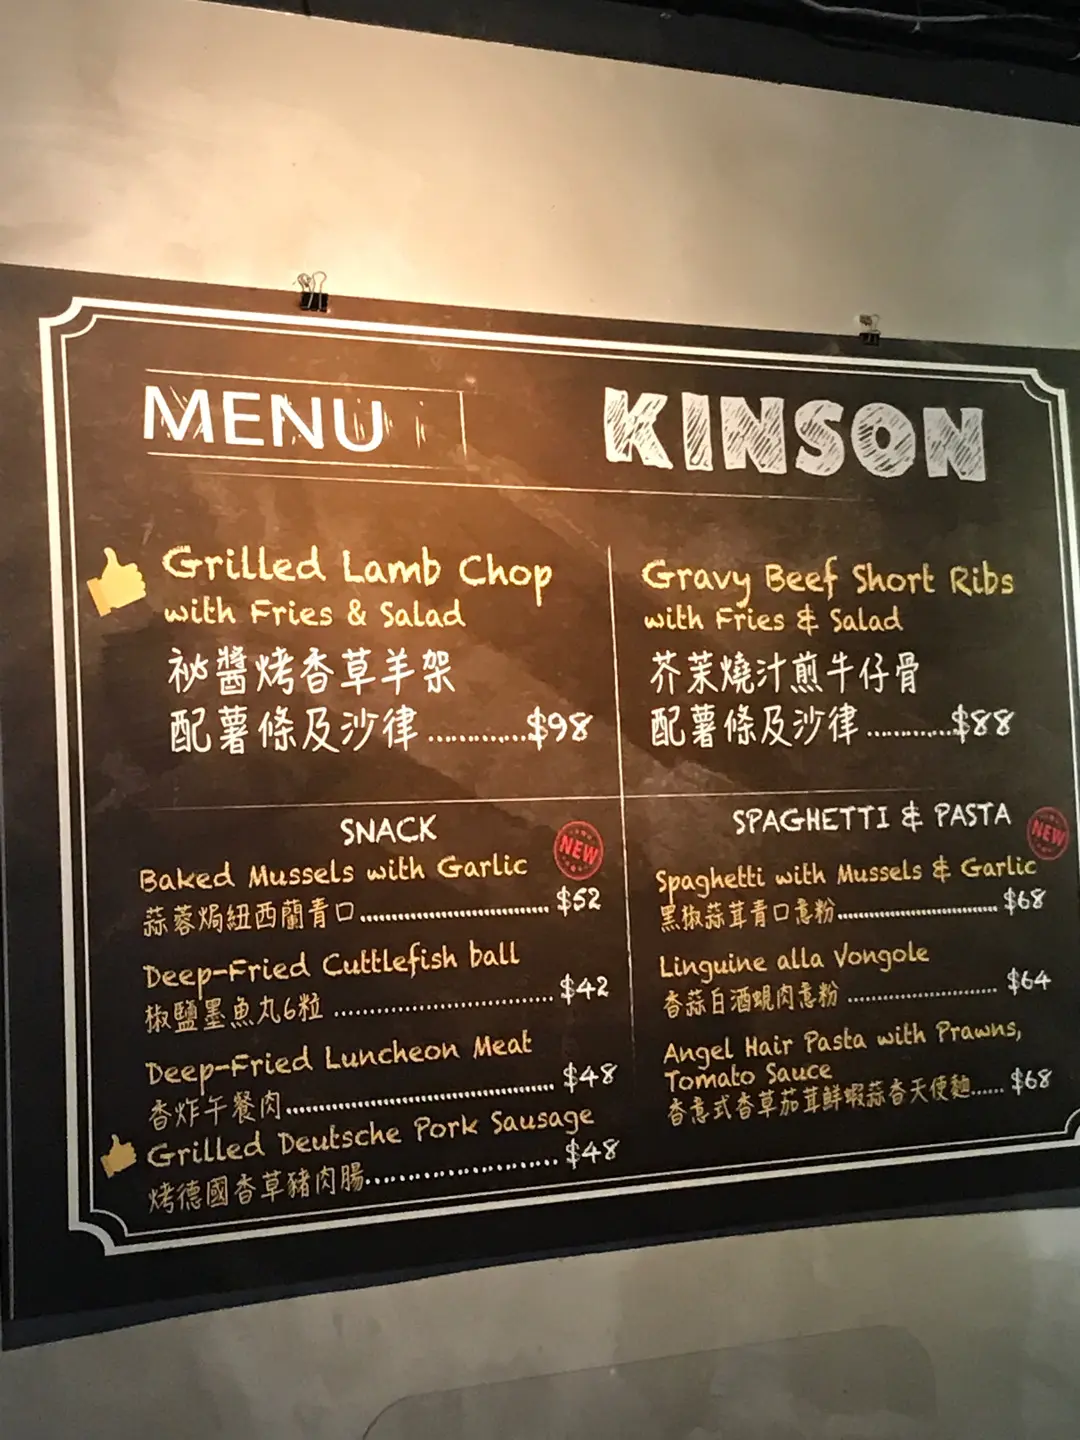 MENU
KINSON
Grilled Lamb Chop
with Fries & Salad
祕醬烤香草羊架
配薯條及沙律............$98
Gravy Beef Short Ribs
with Fries & Salad
芥茉燒汁煎牛仔骨
配薯條及沙律............$88
SNACK
NEW
Baked Mussels with Garlic
蒜蓉焗紐西蘭青口............$52
Deep-Fried Cuttlefish ball
椒鹽墨魚丸6粒............$42
Deep-Fried Luncheon Meat
香炸午餐肉............$48
Grilled Deutsche Pork Sausage
烤德國香草豬肉腸............$48
SPAGHETTI & PASTA
NEW
Spaghetti with Mussels & Garlic
黑椒蒜茸青口意粉............$68
Linguine alla Vongole
香蒜白酒蜆肉意粉............$64
Angel Hair Pasta with Prawns,
Tomato Sauce
香意式香草茄茸鮮蝦蒜香天使麵......$68